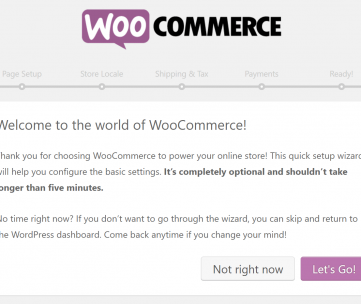 WOO COMMERCE
Page Setup Store Locale Shipping & Tax Payments Ready!
Welcome to the world of WooCommerce!
hank you for choosing WooCommerce to power your online store! This quick setup wizard
will help you configure the basic settings. It's completely optional and shouldn't take
onger than five minutes.
No time right now? If you don't want to go through the wizard, you can skip and return to
he WordPress dashboard. Come back anytime if you change your mind!
Not right now Let's Go!